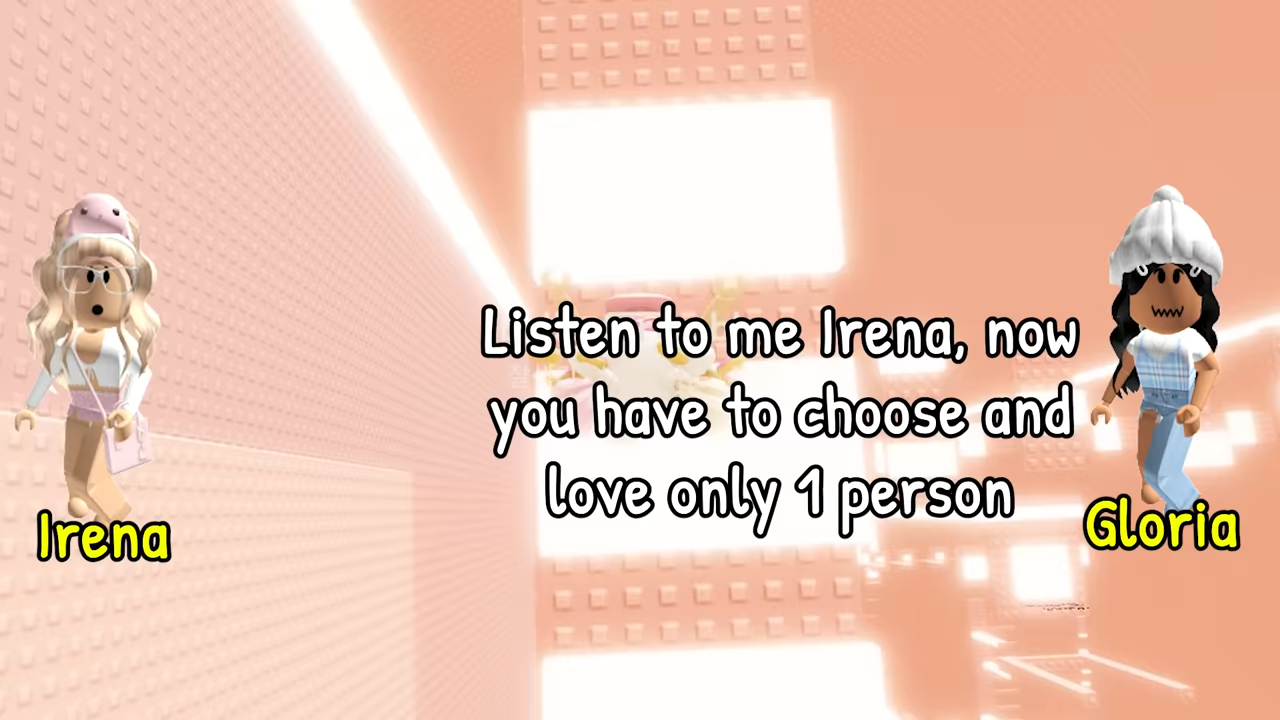 Listen to me Irena, now
you have to choose and
love only 1 person
Irena
Gloria